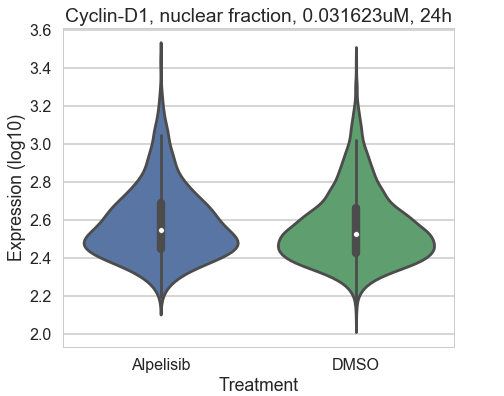 Cyclin-D1, nuclear fraction, 0.031623uM, 24h
3.6
3.4
3.2
3.0
2.8
2.6
2.4
2.2
2.0
Expression (log10)
Alpelisib
DMSO
Treatment